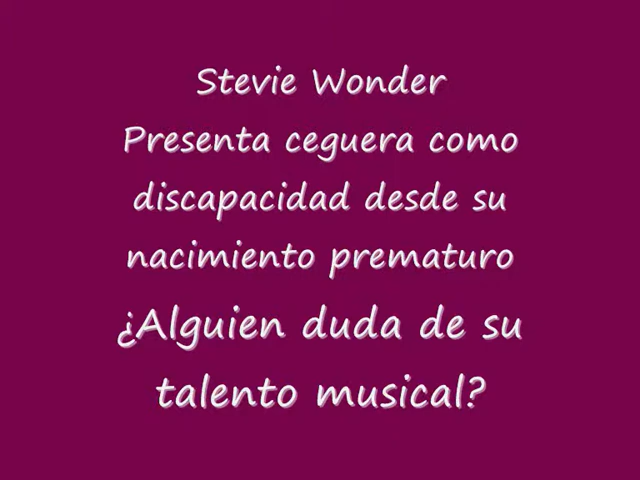 Stevie Wonder
Presenta ceguera como
discapacidad desde su
nacimiento prematuro
¿Alguien duda de su
talento musical?